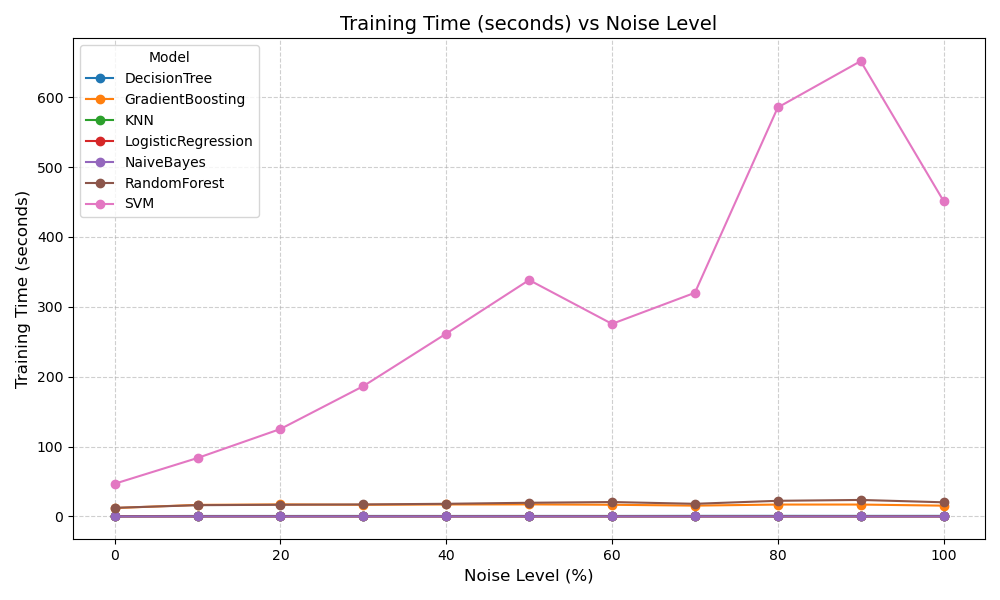 Training Time (seconds) vs Noise Level
Model
DecisionTree
GradientBoosting
KNN
LogisticRegression
NaiveBayes
RandomForest
SVM
Training Time (seconds)
600
500
400
300
200
100
0
0 20 40 60 80 100
Noise Level (%)